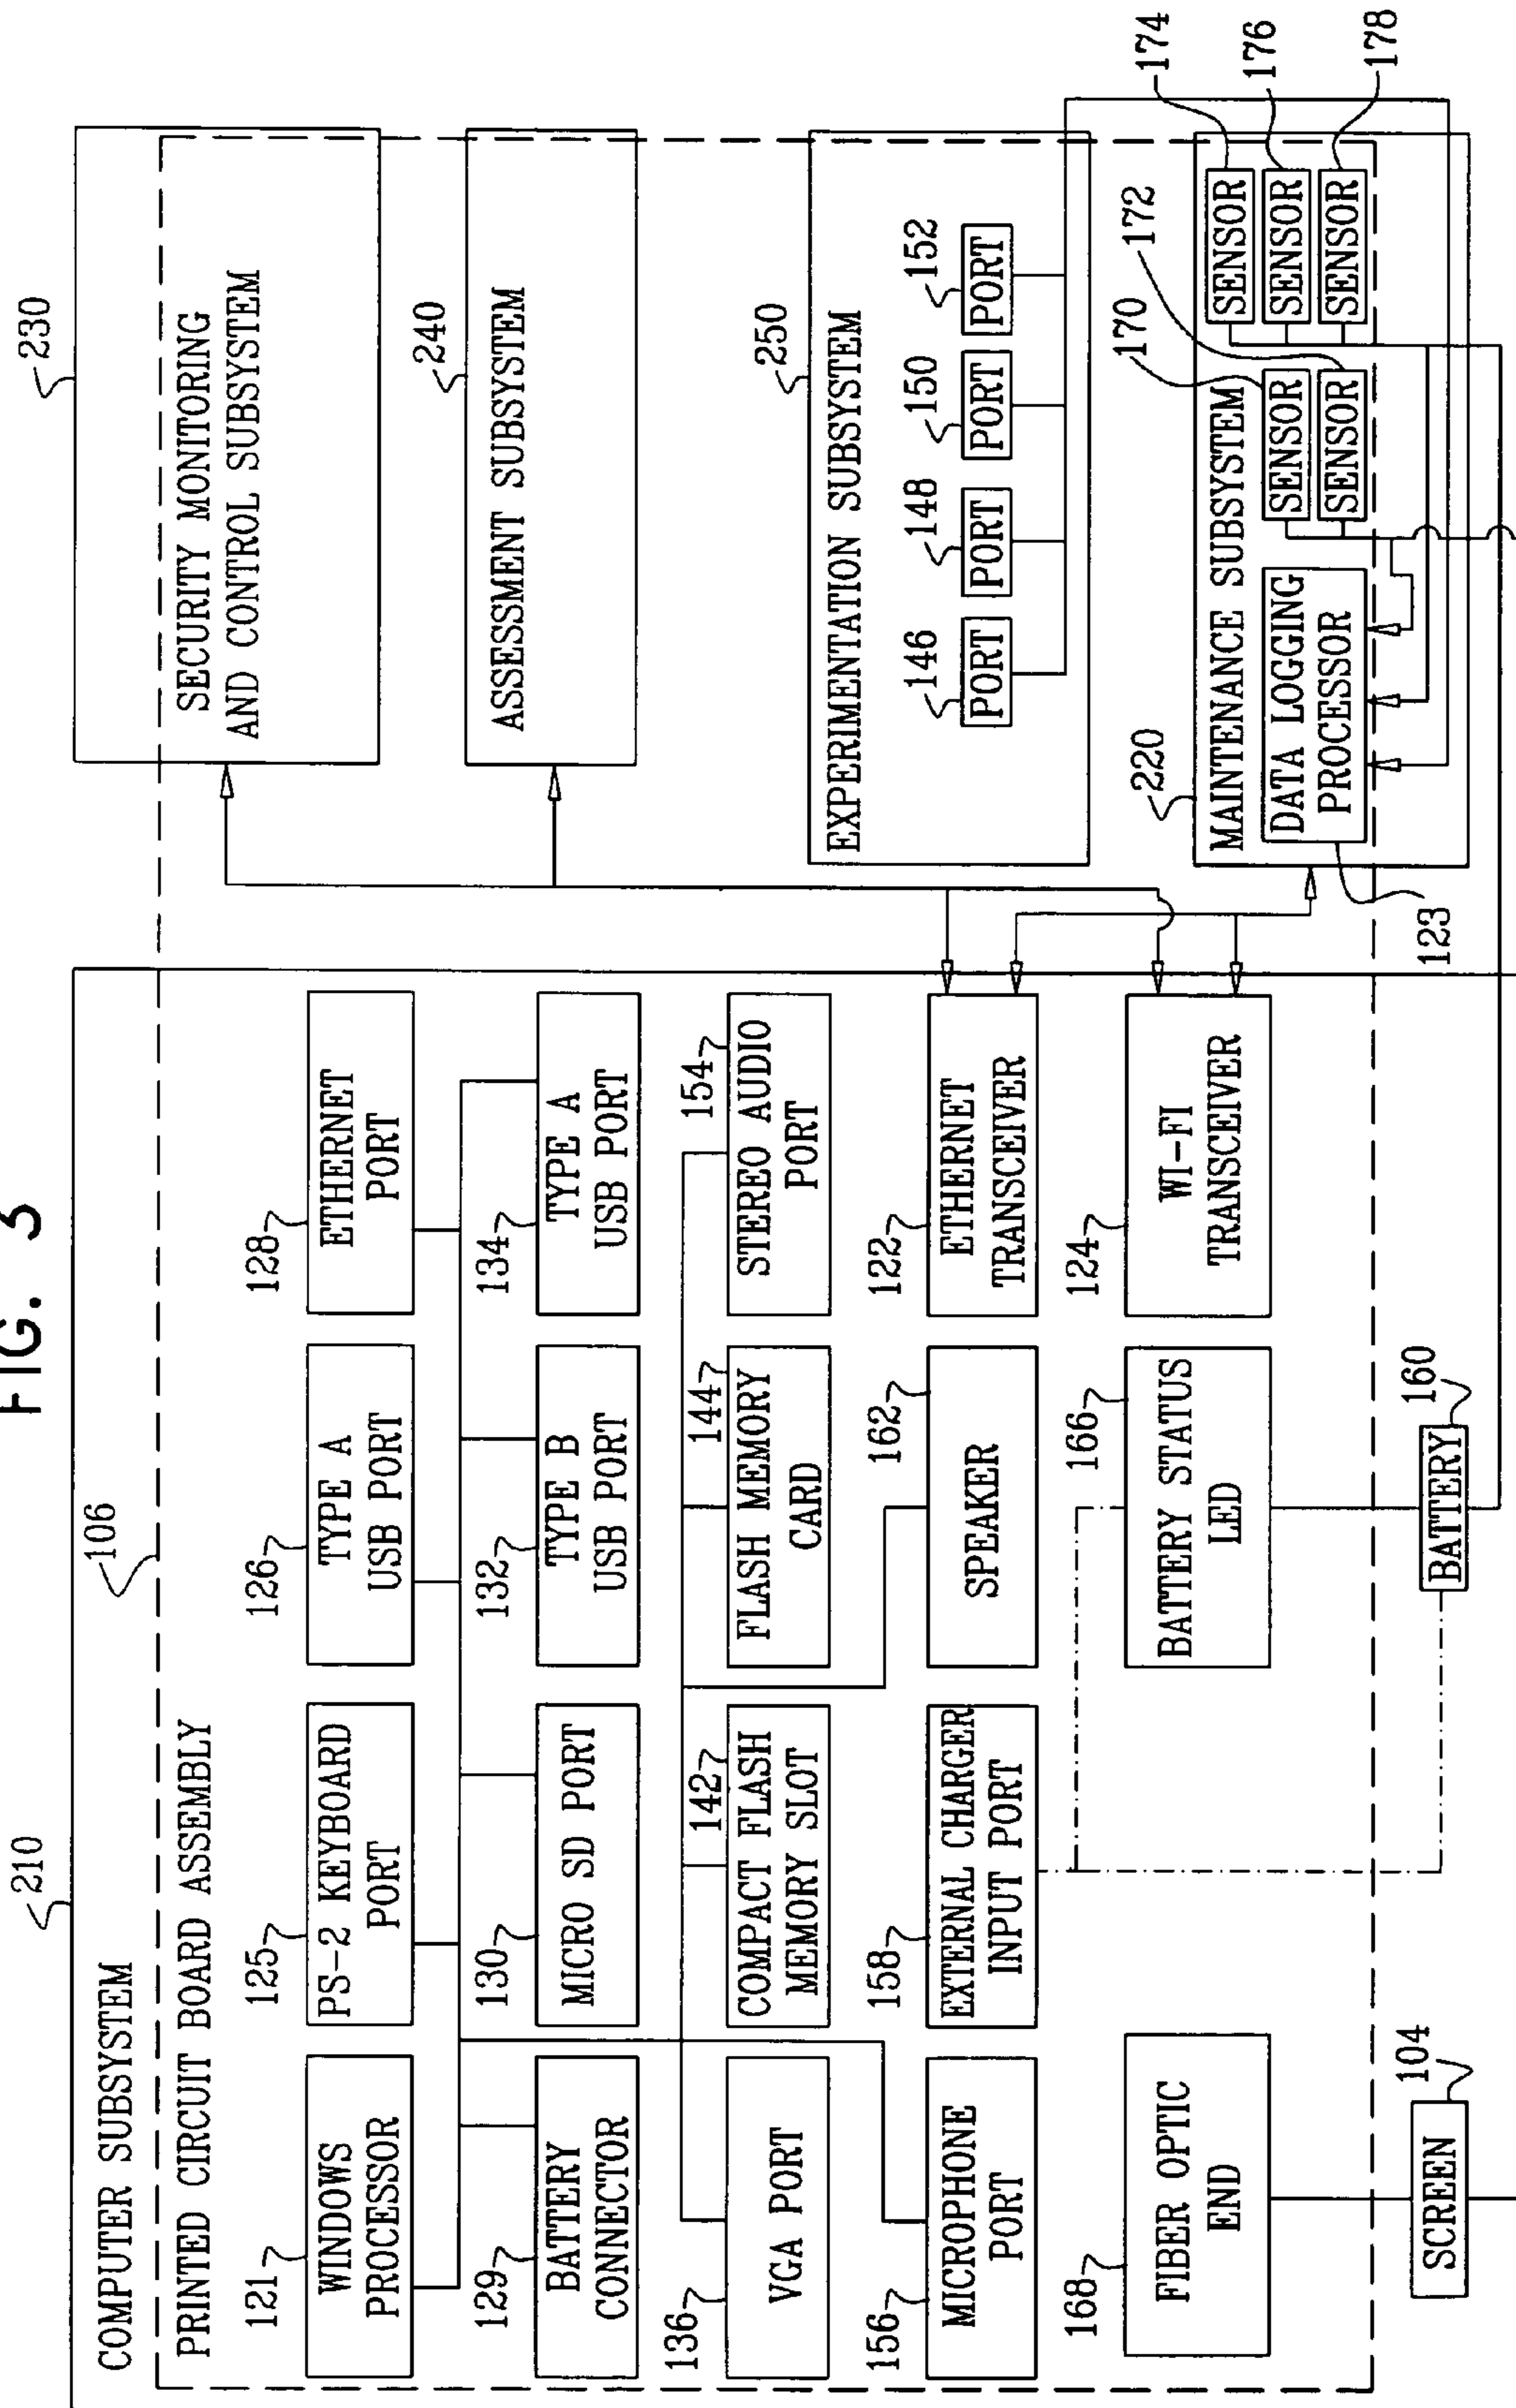 FIG. 3
210
COMPUTER SUBSYSTEM
106
PRINTED CIRCUIT BOARD ASSEMBLY
121
WINDOWS
PROCESSOR
125
PS-2 KEYBOARD
PORT
126
TYPE A
USB PORT
128
ETHERNET
PORT
129
BATTERY
CONNECTOR
130
MICRO SD PORT
132
TYPE B
USB PORT
134
TYPE A
USB PORT
136
VGA PORT
142
COMPACT FLASH
MEMORY SLOT
144
FLASH MEMORY
CARD
154
STEREO AUDIO
PORT
156
MICROPHONE
PORT
158
EXTERNAL CHARGER
INPUT PORT
162
SPEAKER
122
ETHERNET
TRANSCEIVER
168
FIBER OPTIC
END
166
BATTERY STATUS
LED
124
WI-FI
TRANSCEIVER
SCREEN
104
BATTERY
160
230
SECURITY MONITORING
AND CONTROL SUBSYSTEM
240
ASSESSMENT SUBSYSTEM
250
EXPERIMENTATION SUBSYSTEM
146
PORT
148
PORT
150
PORT
152
PORT
220
MAINTENANCE SUBSYSTEM
DATA LOGGING
PROCESSOR
123
170
SENSOR
172
SENSOR
174
SENSOR
176
SENSOR
178
SENSOR